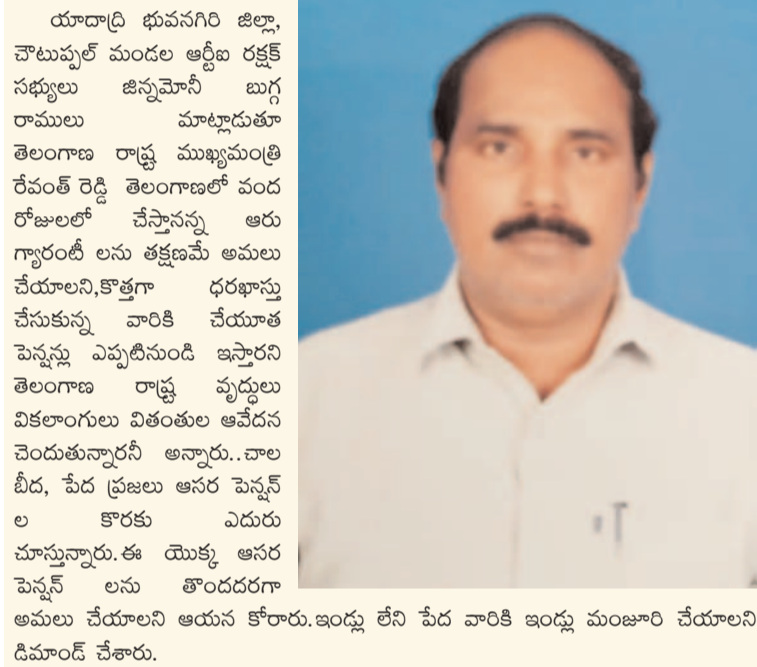 యాదాద్రి భువనగిరి జిల్లా,
చౌటుప్పల్ మండల ఆర్టీఐ రక్షక్
సభ్యులు జిన్నమోనీ బుగ్గ
రాములు మాట్లాడుతూ
తెలంగాణ రాష్ట్ర ముఖ్యమంత్రి
రేవంత్ రెడ్డి తెలంగాణలో వంద
రోజులలో చేస్తానన్న ఆరు
గ్యారంటీ లను తక్షణమే అమలు
చేయాలని,కొత్తగా ధరఖాస్తు
చేసుకున్న వారికి చేయూత
పెన్షన్లు ఎప్పటినుండి ఇస్తారని
తెలంగాణ రాష్ట్ర వృద్ధులు
వికలాంగులు వితంతుల ఆవేదన
చెందుతున్నారనీ అన్నారు..చాల
బీద, పేద ప్రజలు ఆసర పెన్షన్
ల కొరకు ఎదురు
చూస్తున్నారు.ఈ యొక్క ఆసర
పెన్షన్ లను తొందదరగా
అమలు చేయాలని ఆయన కోరారు.ఇండ్లు లేని పేద వారికి ఇండ్లు మంజూరి చేయాలని
డిమాండ్ చేశారు.